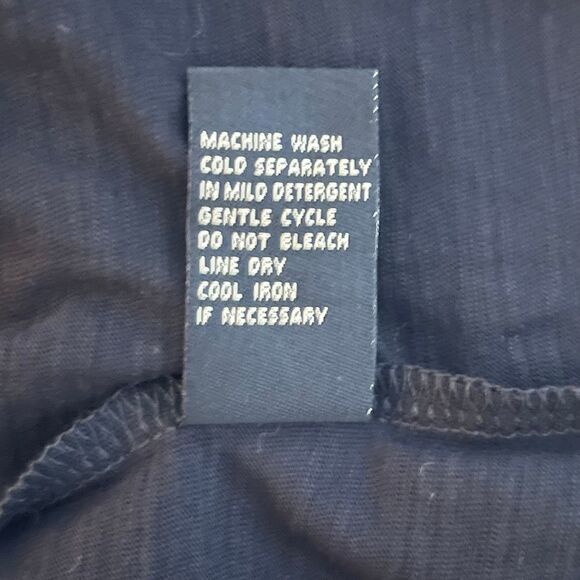 MACHINE WASH
COLD SEPARATELY
IN MILD DETERGENT
GENTLE CYCLE
DO NOT BLEACH
LINE DRY
COOL IRON
IF NECESSARY